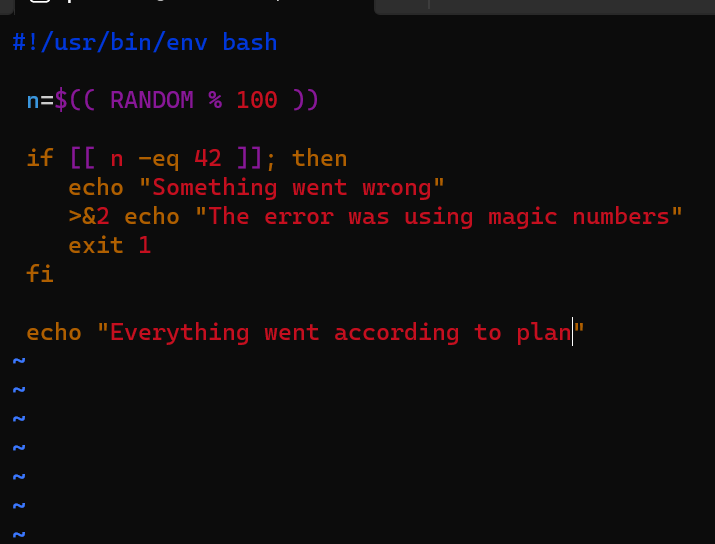 #!/usr/bin/env bash

 n=$(( RANDOM % 100 ))

 if [[ n -eq 42 ]]; then
    echo "Something went wrong"
    >&2 echo "The error was using magic numbers"
    exit 1
 fi

 echo "Everything went according to plan"
~
~
~
~
~
~
~